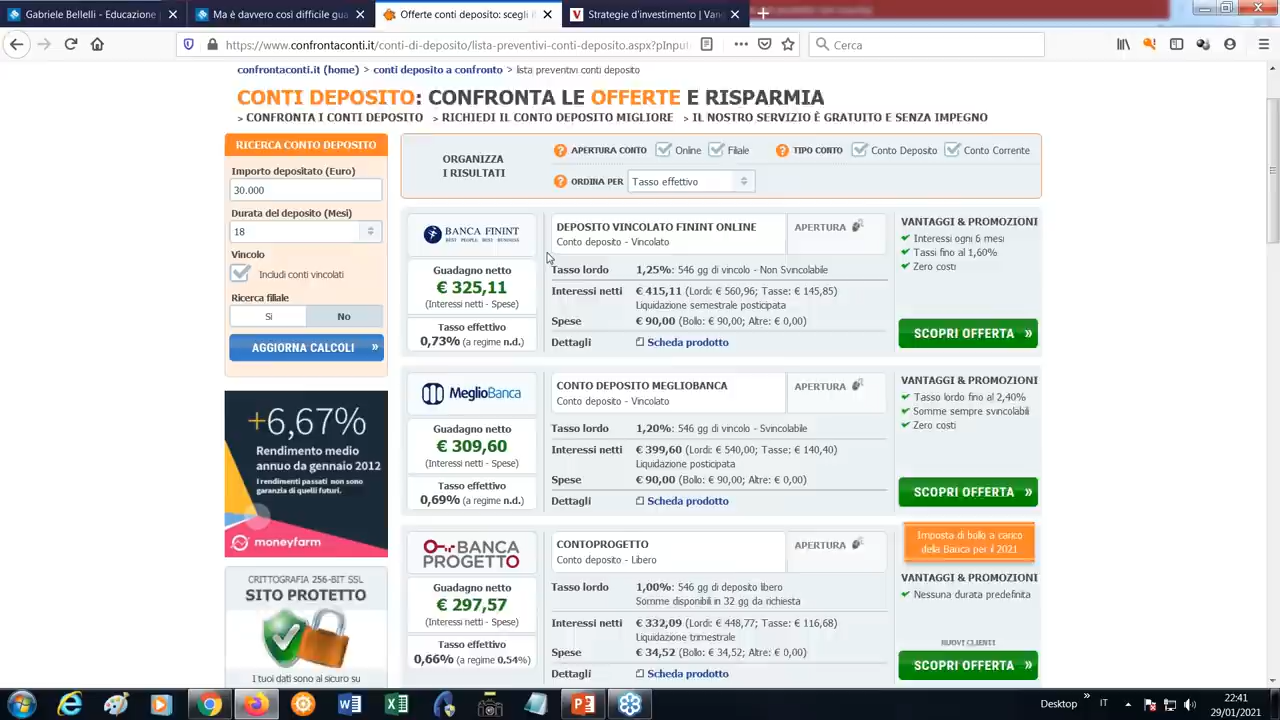 Gabriele Bellelli - Educazione |
Ma è davvero così difficile gua
Offerte conti deposito: scegli il
Strategie d'investimento | Van
https://www.confrontaconti.it/conti-di-deposito/lista-preventivi-conti-deposito.aspx?pInput
Cerca
confrontaconti.it (home) > conti deposito a confronto > lista preventivi conti deposito
CONTI DEPOSITO: CONFRONTA LE OFFERTE E RISPARMIA
> CONFRONTA I CONTI DEPOSITO > RICHIEDI IL CONTO DEPOSITO MIGLIORE > IL NOSTRO SERVIZIO È GRATUITO E SENZA IMPEGNO
RICERCA CONTO DEPOSITO
Importo depositato (Euro)
30.000
Durata del deposito (Mesi)
18
Vincolo
Includi conti vincolati
Ricerca filiale
Si No
AGGIORNA CALCOLI »
+6,67%
Rendimento medio
annuo da gennaio 2012
I rendimenti passati non sono
garanzia di quelli futuri.
moneyfarm
CRITTOGRAFIA 256-BIT SSL
SITO PROTETTO
I tuoi dati sono al sicuro su
ORGANIZZA
I RISULTATI
? APERTURA CONTO Online Filiale
? TIPO CONTO Conto Deposito Conto Corrente
? ORDINA PER Tasso effettivo
BANCA FININT
BEST PEOPLE BEST BUSINESS
Guadagno netto
€ 325,11
(Interessi netti - Spese)
Tasso effettivo
0,73% (a regime n.d.)
DEPOSITO VINCOLATO FININT ONLINE
Conto deposito - Vincolato
APERTURA
Tasso lordo 1,25%: 546 gg di vincolo - Non Svincolabile
Interessi netti € 415,11 (Lordi: € 560,96; Tasse: € 145,85)
Liquidazione semestrale posticipata
Spese € 90,00 (Bollo: € 90,00; Altre: € 0,00)
Dettagli Scheda prodotto
VANTAGGI & PROMOZIONI
Interessi ogni 6 mesi
Tassi fino al 1,60%
Zero costi
SCOPRI OFFERTA »
MeglioBanca
Guadagno netto
€ 309,60
(Interessi netti - Spese)
Tasso effettivo
0,69% (a regime n.d.)
CONTO DEPOSITO MEGLIOBANCA
Conto deposito - Vincolato
APERTURA
Tasso lordo 1,20%: 546 gg di vincolo - Svincolabile
Interessi netti € 399,60 (Lordi: € 540,00; Tasse: € 140,40)
Liquidazione posticipata
Spese € 90,00 (Bollo: € 90,00; Altre: € 0,00)
Dettagli Scheda prodotto
VANTAGGI & PROMOZIONI
Tasso lordo fino al 2,40%
Somme sempre svincolabili
Zero costi
SCOPRI OFFERTA »
BANCA
PROGETTO
Guadagno netto
€ 297,57
(Interessi netti - Spese)
Tasso effettivo
0,66% (a regime 0,54%)
CONTOPROGETTO
Conto deposito - Libero
APERTURA
Tasso lordo 1,00%: 546 gg di deposito libero
Somme disponibili in 32 gg da richiesta
Interessi netti € 332,09 (Lordi: € 448,77; Tasse: € 116,68)
Liquidazione trimestrale
Spese € 34,52 (Bollo: € 34,52; Altre: € 0,00)
Dettagli Scheda prodotto
Imposta di bollo a carico
della Banca per il 2021
VANTAGGI & PROMOZIONI
Nessuna durata predefinita
NUOVI CLIENTI
SCOPRI OFFERTA »
Desktop » IT
22:41
29/01/2021